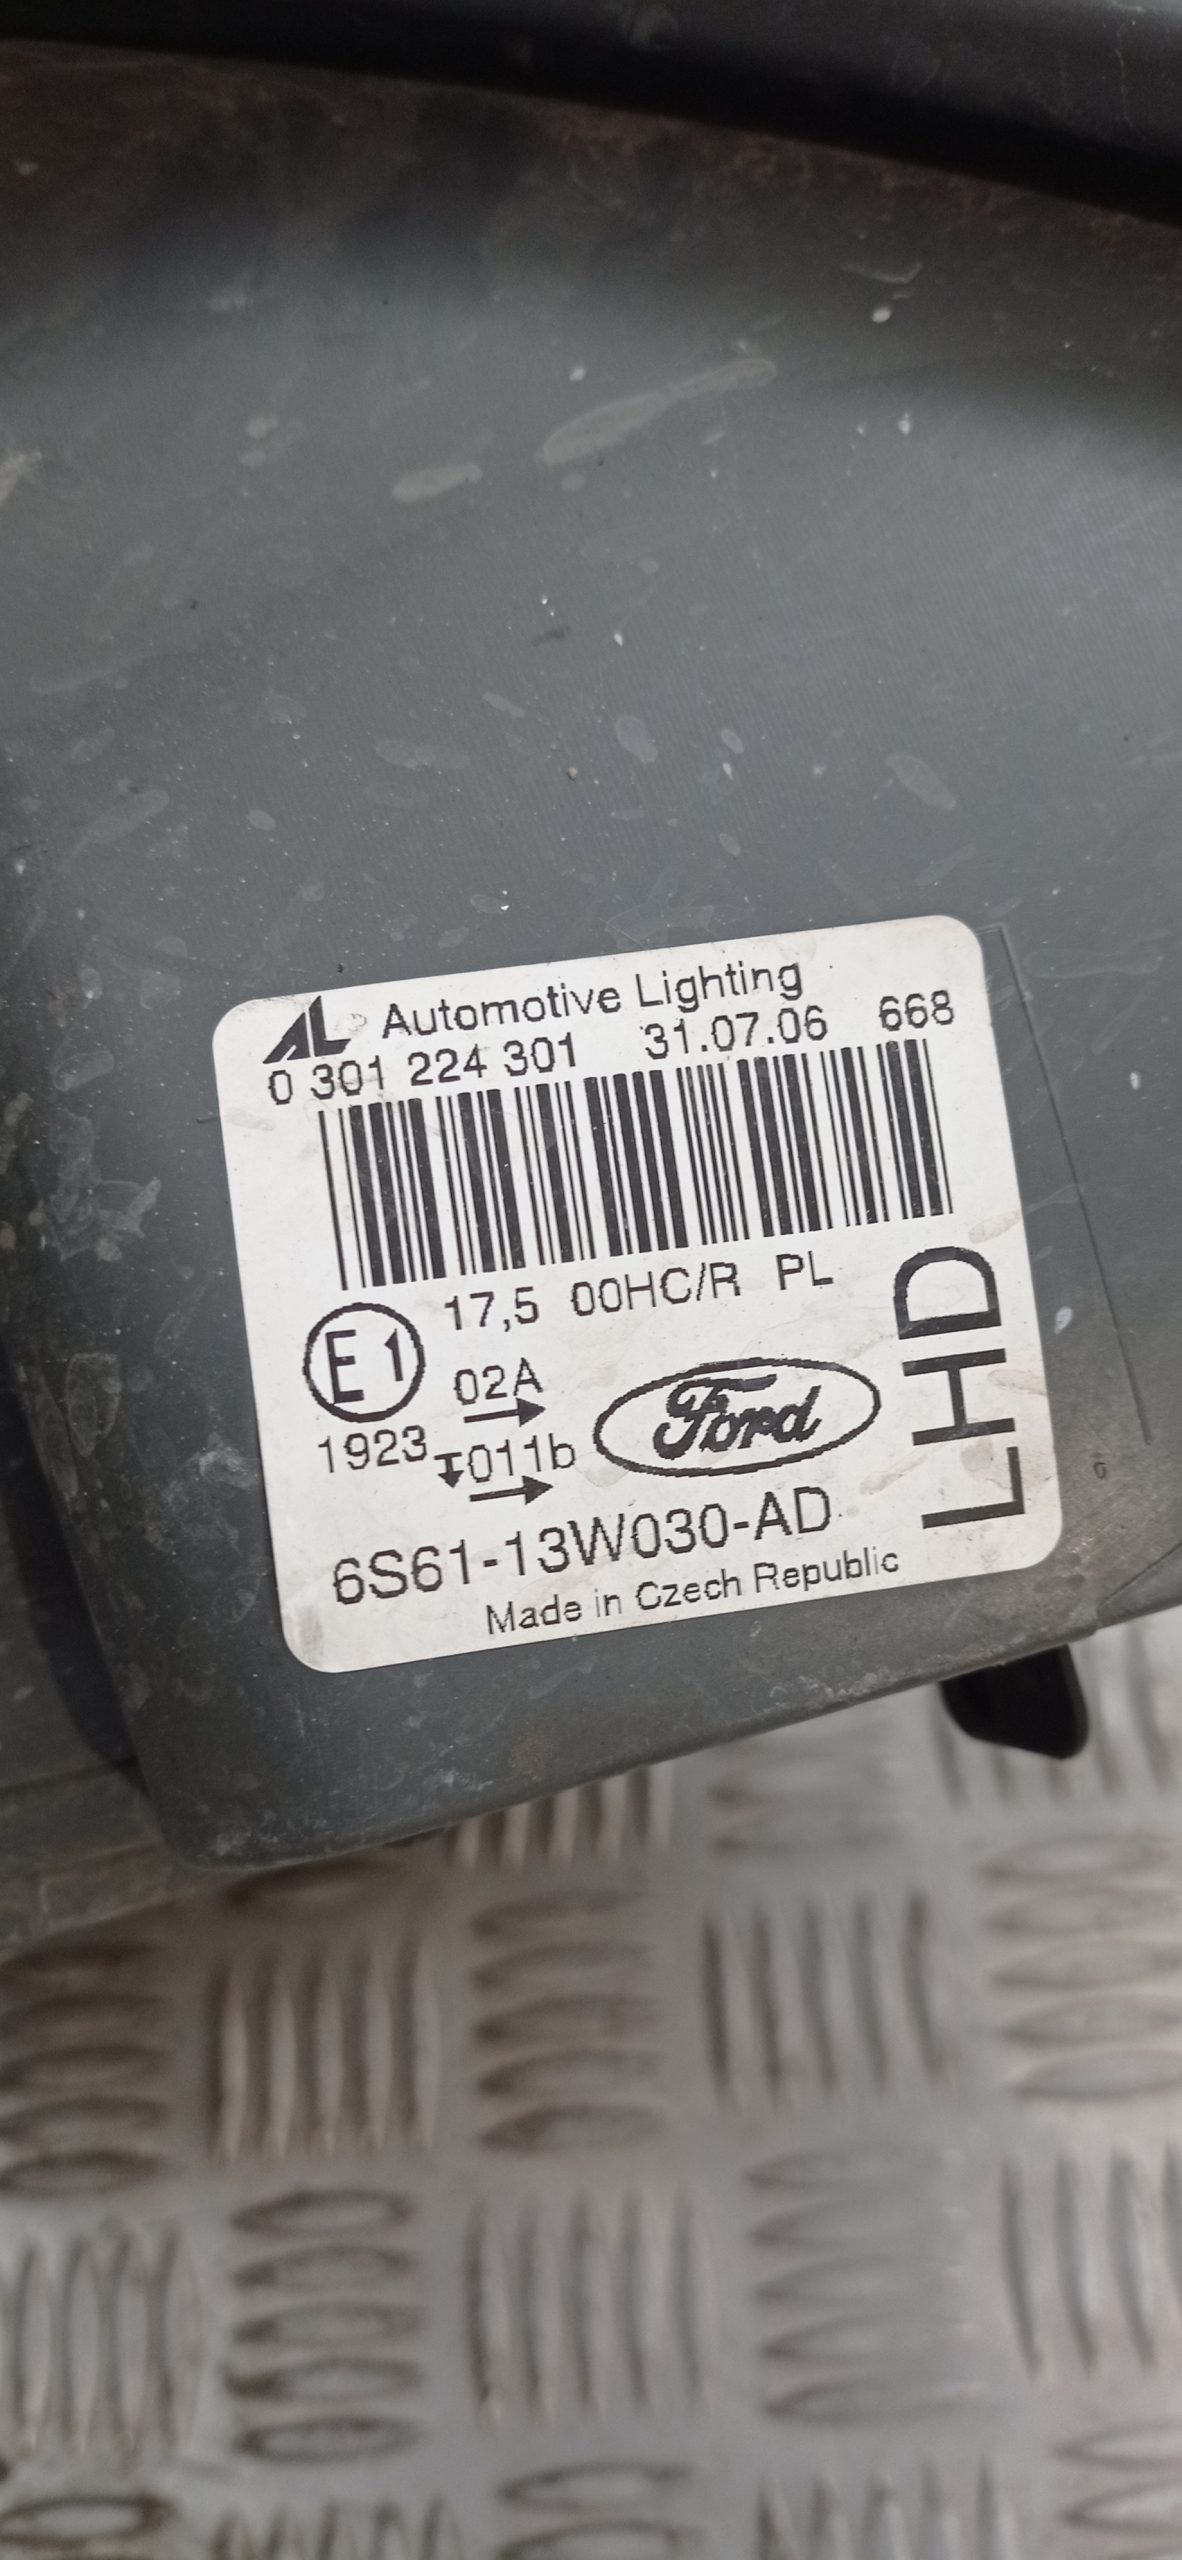 AL Automotive Lighting
0 301 224 301 31.07.06 668
17,5 00HC/R PL
E1
02A
1923 011b
Ford
LHD
6S61-13W030-AD
Made in Czech Republic